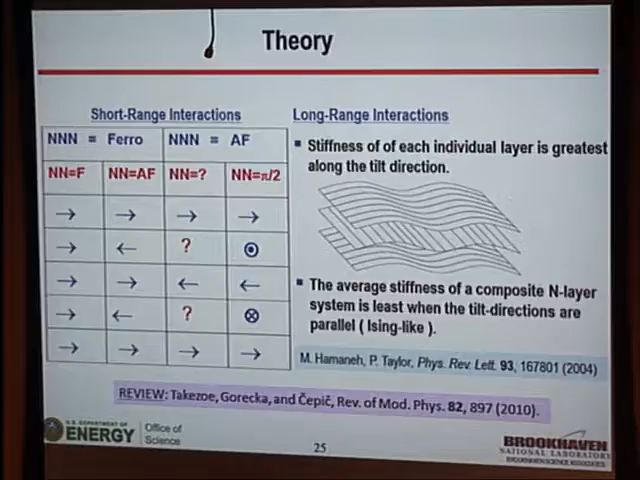 Theory
Short-Range Interactions
Long-Range Interactions
NNN = Ferro NNN = AF
NN=F NN=AF NN=? NN=π/2
→ → → →
→ ← ? ⊙
→ → ← ←
→ ← ? ⊗
→ → → →
▪ Stiffness of of each individual layer is greatest
along the tilt direction.
▪ The average stiffness of a composite N-layer
system is least when the tilt-directions are
parallel ( Ising-like ).
M. Hamaneh, P. Taylor, Phys. Rev. Lett. 93, 167801 (2004)
REVIEW: Takezoe, Gorecka, and Čepič, Rev. of Mod. Phys. 82, 897 (2010).
U.S. DEPARTMENT OF
ENERGY
Office of
Science
25
BROOKHAVEN
NATIONAL LABORATORY
BROOKHAVEN SCIENCE ASSOCIATES